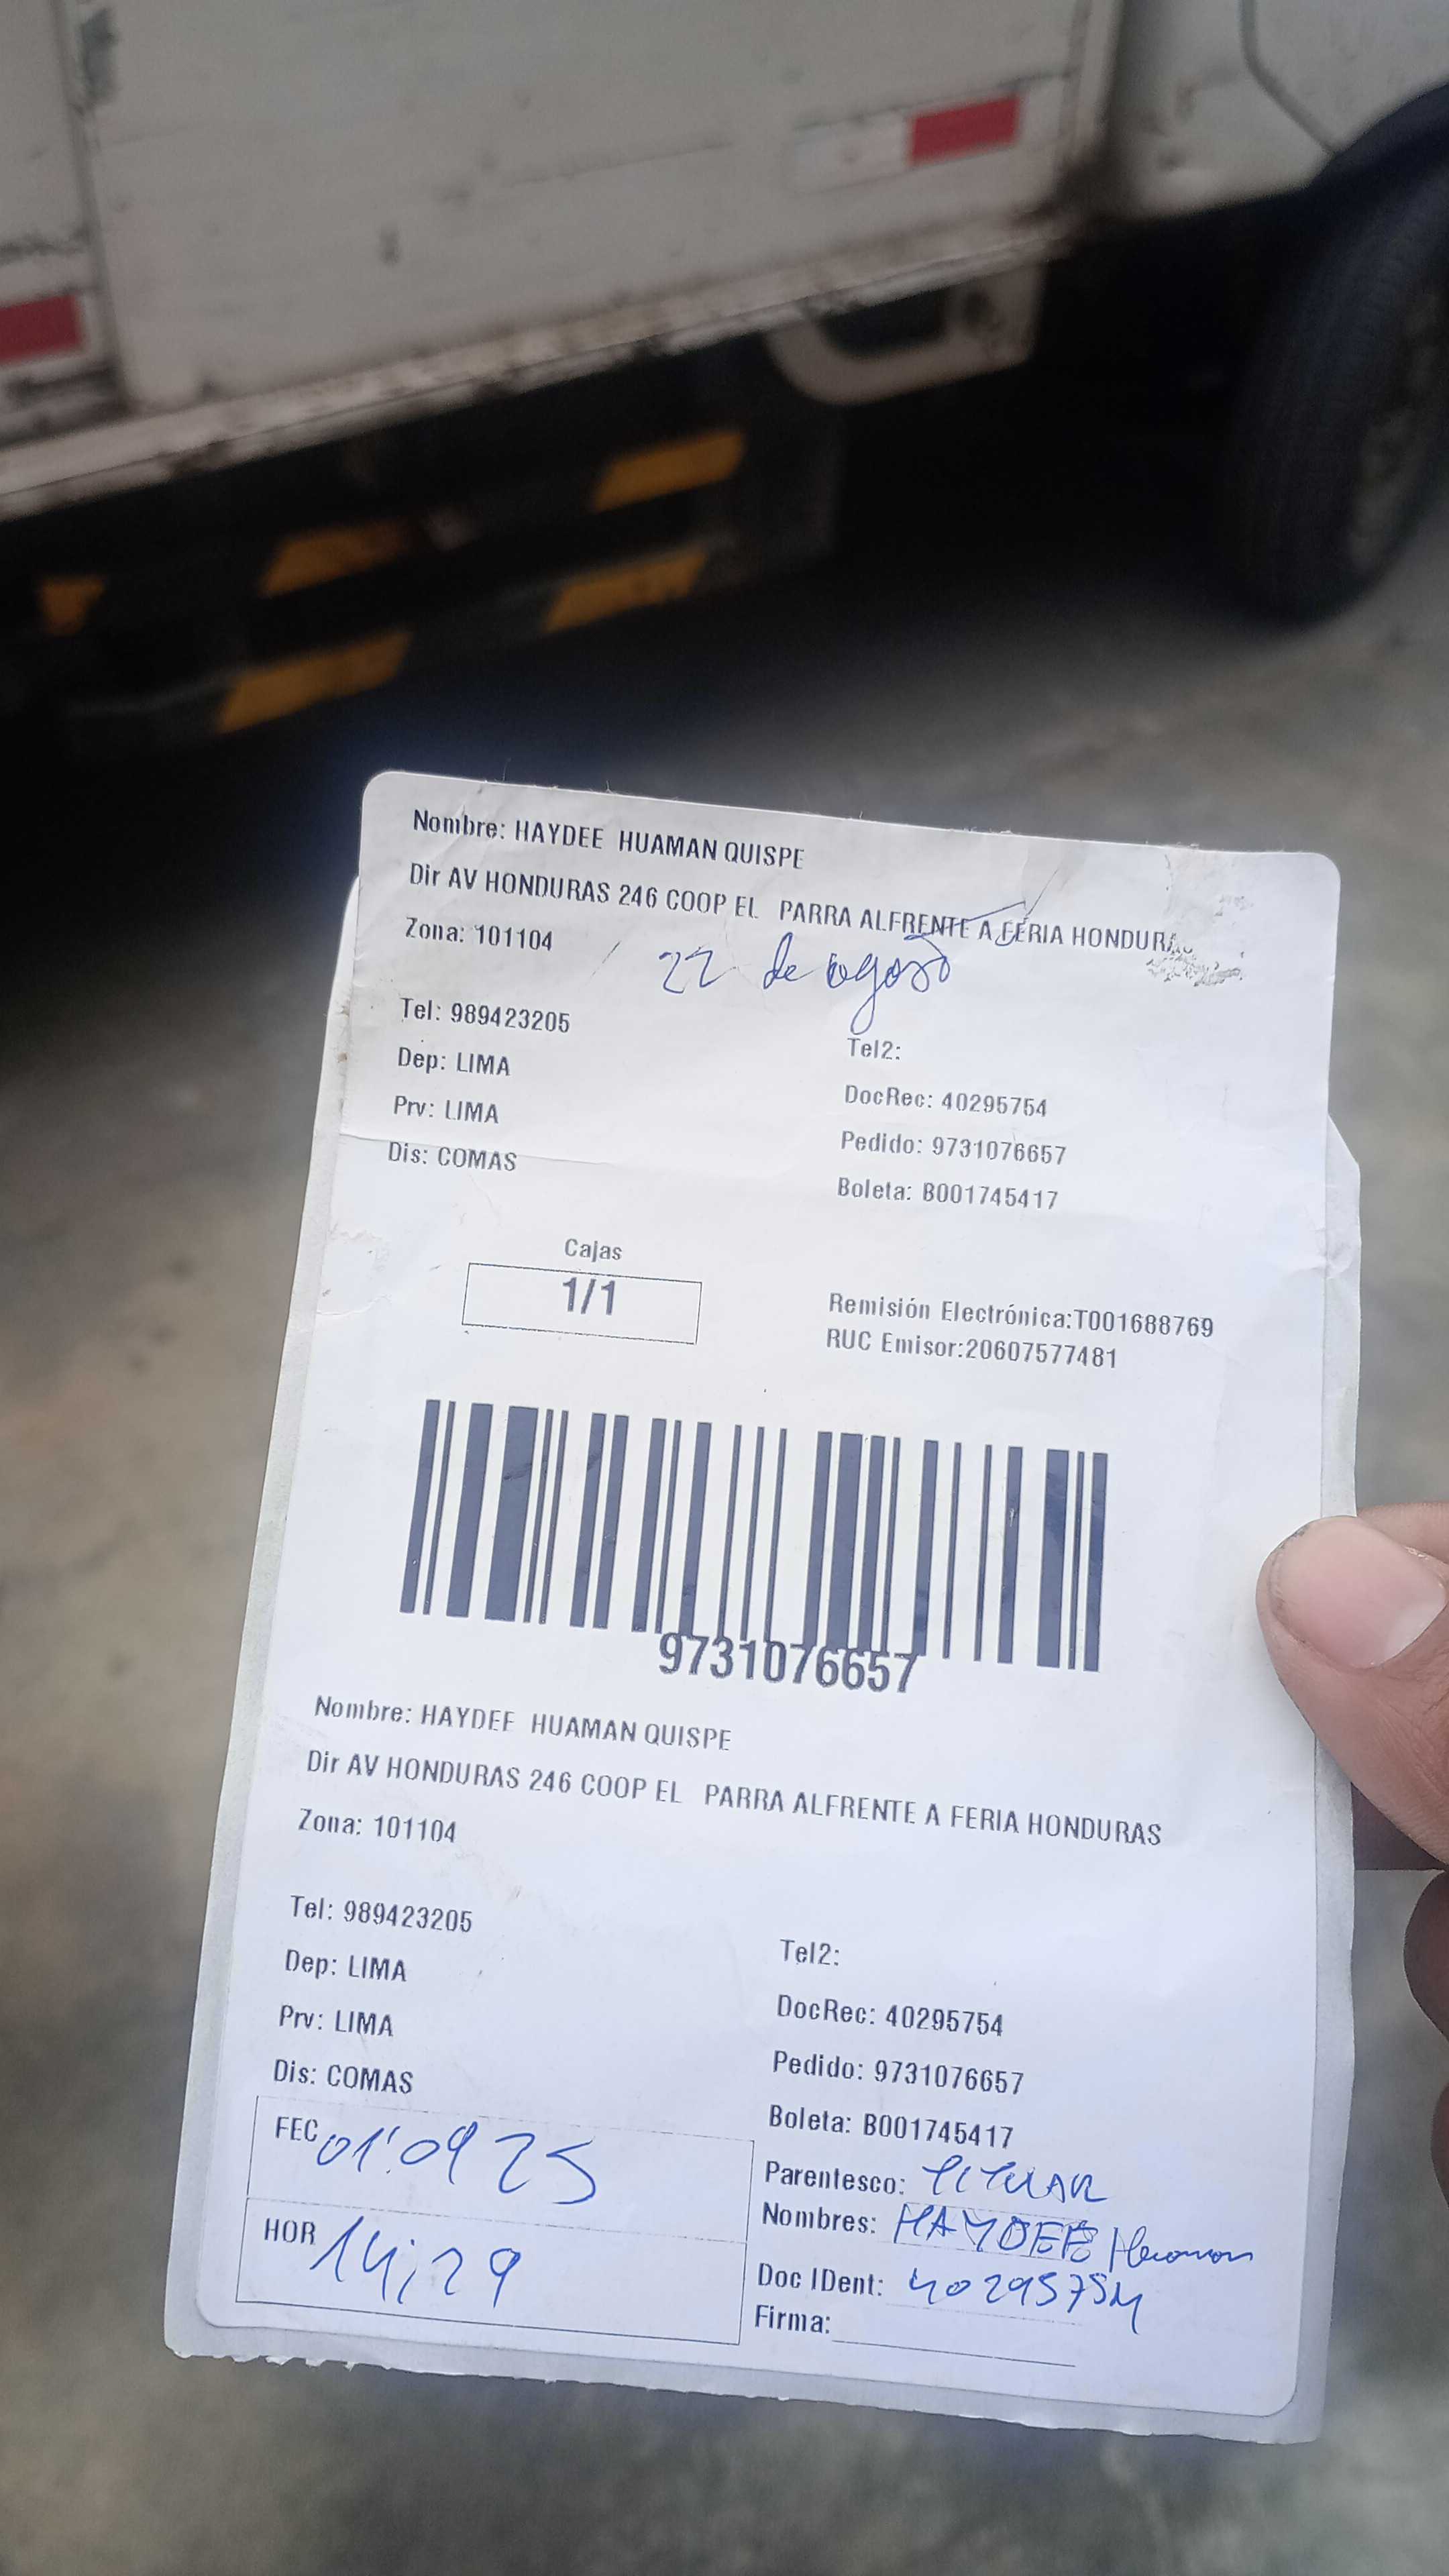 Nombre: HAYDEE HUAMAN QUISPE
Dir AV HONDURAS 246 COOP EL PARRA ALFRENTE A FERIA HONDURAS
Zona: 101104
22 de agosto
Tel: 989423205
Tel2:
Dep: LIMA
DocRec: 40295754
Prv: LIMA
Pedido: 9731076657
Dis: COMAS
Boleta: B001745417
Cajas
1/1
Remisión Electrónica:T001688769
RUC Emisor:20607577481
9731076657
Nombre: HAYDEE HUAMAN QUISPE
Dir AV HONDURAS 246 COOP EL PARRA ALFRENTE A FERIA HONDURAS
Zona: 101104
Tel: 989423205
Tel2:
Dep: LIMA
DocRec: 40295754
Prv: LIMA
Pedido: 9731076657
Dis: COMAS
Boleta: B001745417
FEC 01.09 25
Parentesco: TITULAR
Nombres: HAYDEE Huaman
HOR 14:29
Doc IDent: 40295754
Firma: